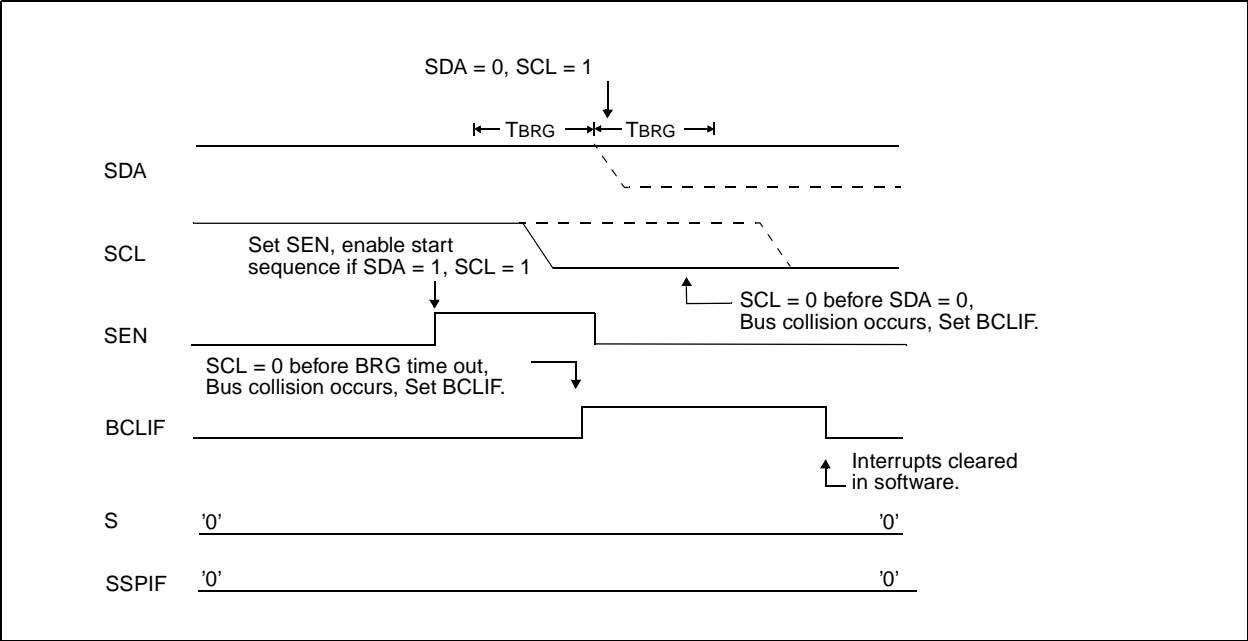 SDA = 0, SCL = 1
TBRG TBRG
SDA
SCL
Set SEN, enable start
sequence if SDA = 1, SCL = 1
SCL = 0 before SDA = 0,
Bus collision occurs, Set BCLIF.
SEN
SCL = 0 before BRG time out,
Bus collision occurs, Set BCLIF.
BCLIF
Interrupts cleared
in software.
S
'0' '0'
SSPIF
'0' '0'